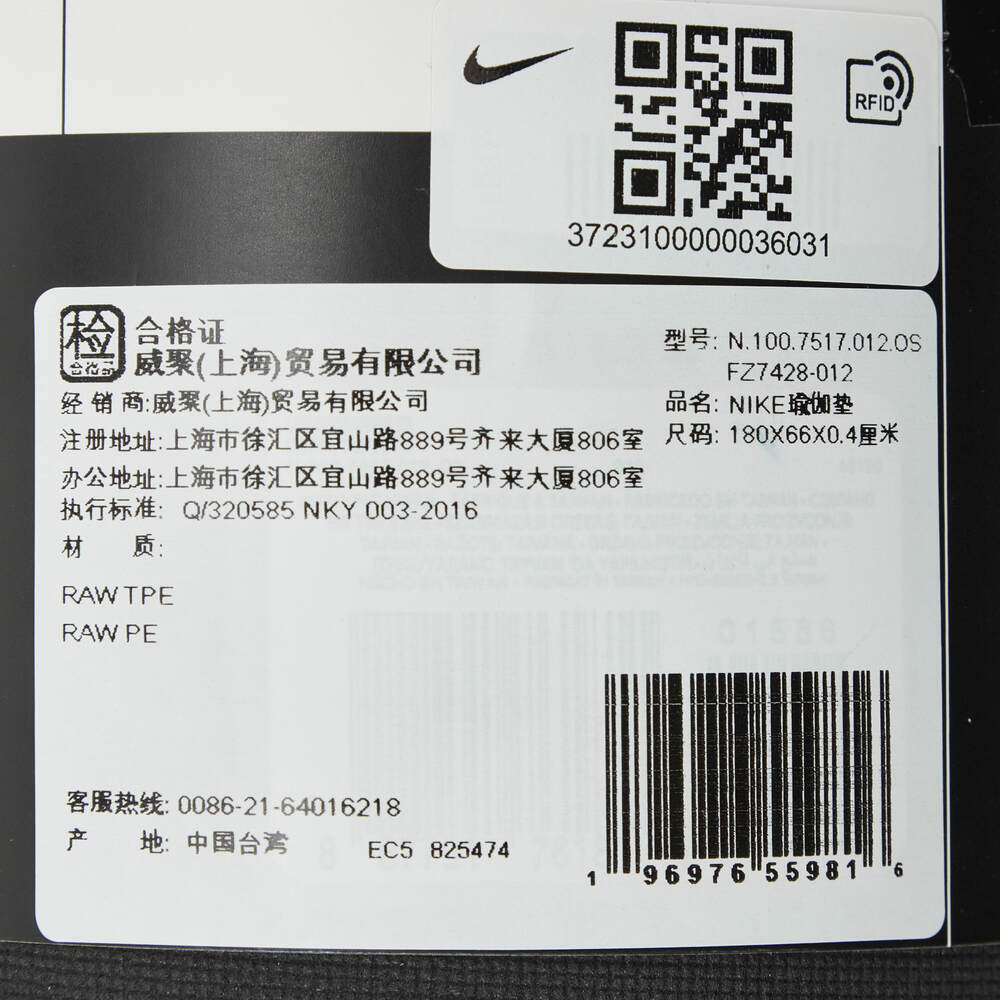 RFID
3723100000036031
检
合格证
合格证
威聚(上海)贸易有限公司
经 销 商:威聚(上海)贸易有限公司
注册地址:上海市徐汇区宜山路889号齐来大厦806室
办公地址:上海市徐汇区宜山路889号齐来大厦806室
执行标准: Q/320585 NKY 003-2016
材 质:
RAW TPE
RAW PE
型号: N.100.7517.012.OS
FZ7428-012
品名: NIKE瑜伽垫
尺码: 180X66X0.4厘米
客服热线: 0086-21-64016218
产 地: 中国台湾
EC5 825474
1 96976 55981 6